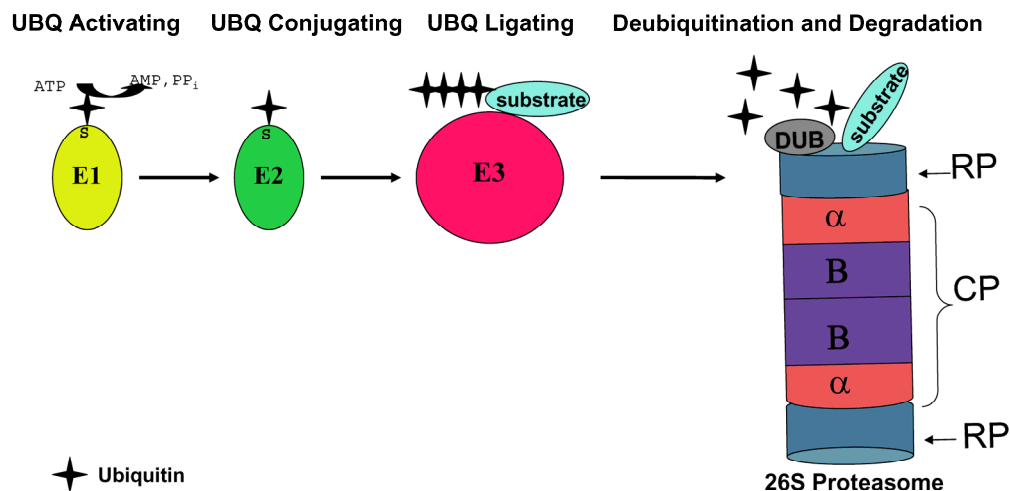 UBQ Activating
UBQ Conjugating
UBQ Ligating
Deubiquitination and Degradation
ATP
AMP,PPi
S
E1
S
E2
substrate
E3
DUB
substrate
RP
α
B
B
α
CP
RP
Ubiquitin
26S Proteasome